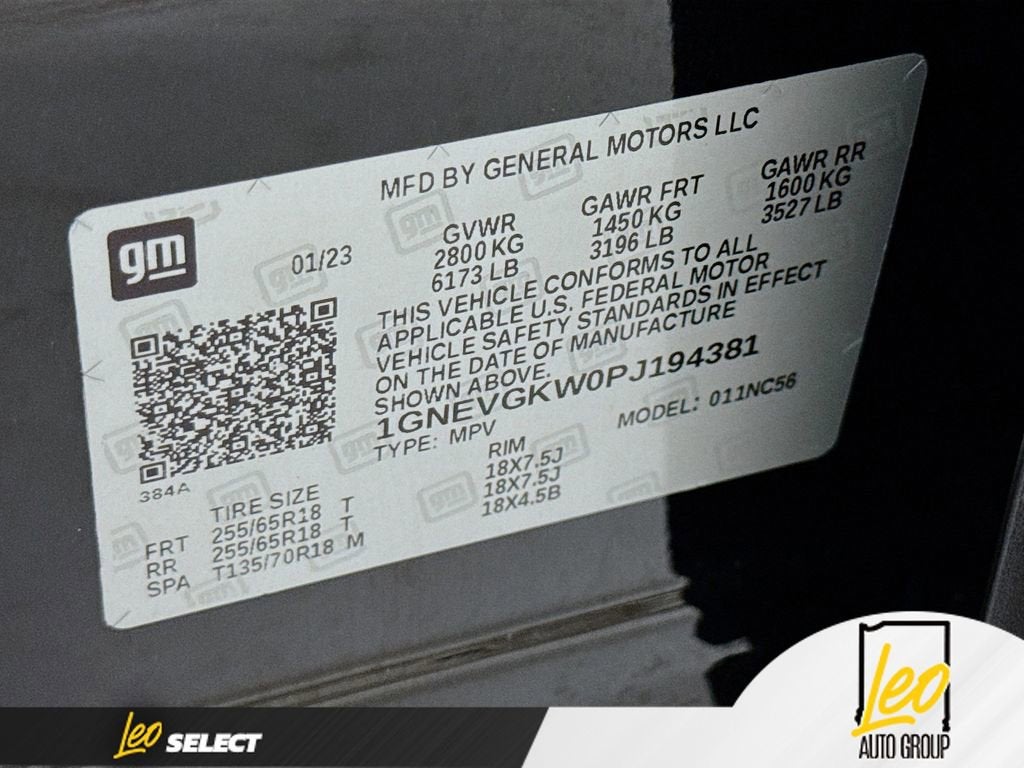 MFD BY GENERAL MOTORS LLC
gm
01/23
GVWR GAWR FRT GAWR RR
2800 KG 1450 KG 1600 KG
6173 LB 3196 LB 3527 LB
THIS VEHICLE CONFORMS TO ALL
APPLICABLE U.S. FEDERAL MOTOR
VEHICLE SAFETY STANDARDS IN EFFECT
ON THE DATE OF MANUFACTURE
SHOWN ABOVE.
1GNEVGKW0PJ194381
TYPE: MPV MODEL: 011NC56
384A
TIRE SIZE RIM
FRT 255/65R18 T 18X7.5J
RR 255/65R18 T 18X7.5J
SPA T135/70R18 M 18X4.5B
Leo SELECT
Leo
AUTO GROUP